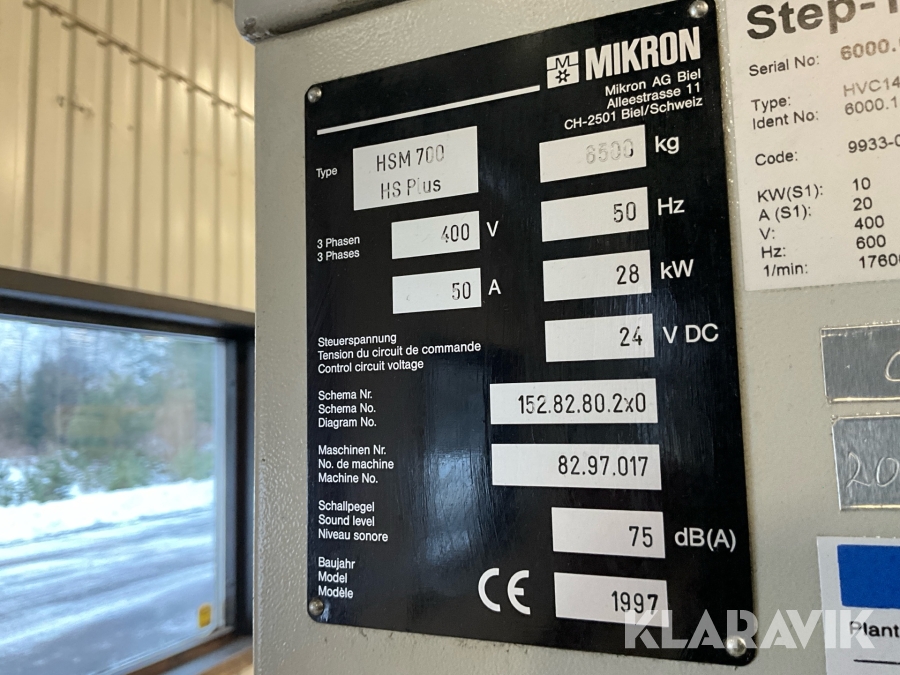 MIKRON
Mikron AG Biel
Alleestrasse 11
CH-2501 Biel/Schweiz
Type
HSM 700
HS Plus
kg
3 Phasen
3 Phases
400 V
50 Hz
50 A
28 kW
Steuerspannung
Tension du circuit de commande
Control circuit voltage
24 V DC
Schema Nr.
Schema No.
Diagram No.
152.82.80.2x0
Maschinen Nr.
No. de machine
Machine No.
82.97.017
Schallpegel
Sound level
Niveau sonore
75 dB(A)
Baujahr
Model
Modèle
CE
1997
Serial No:
Type:
Ident No:
Code:
KW(S1): 10
A (S1): 20
V: 400
Hz: 600
1/min:
KLARAVIK